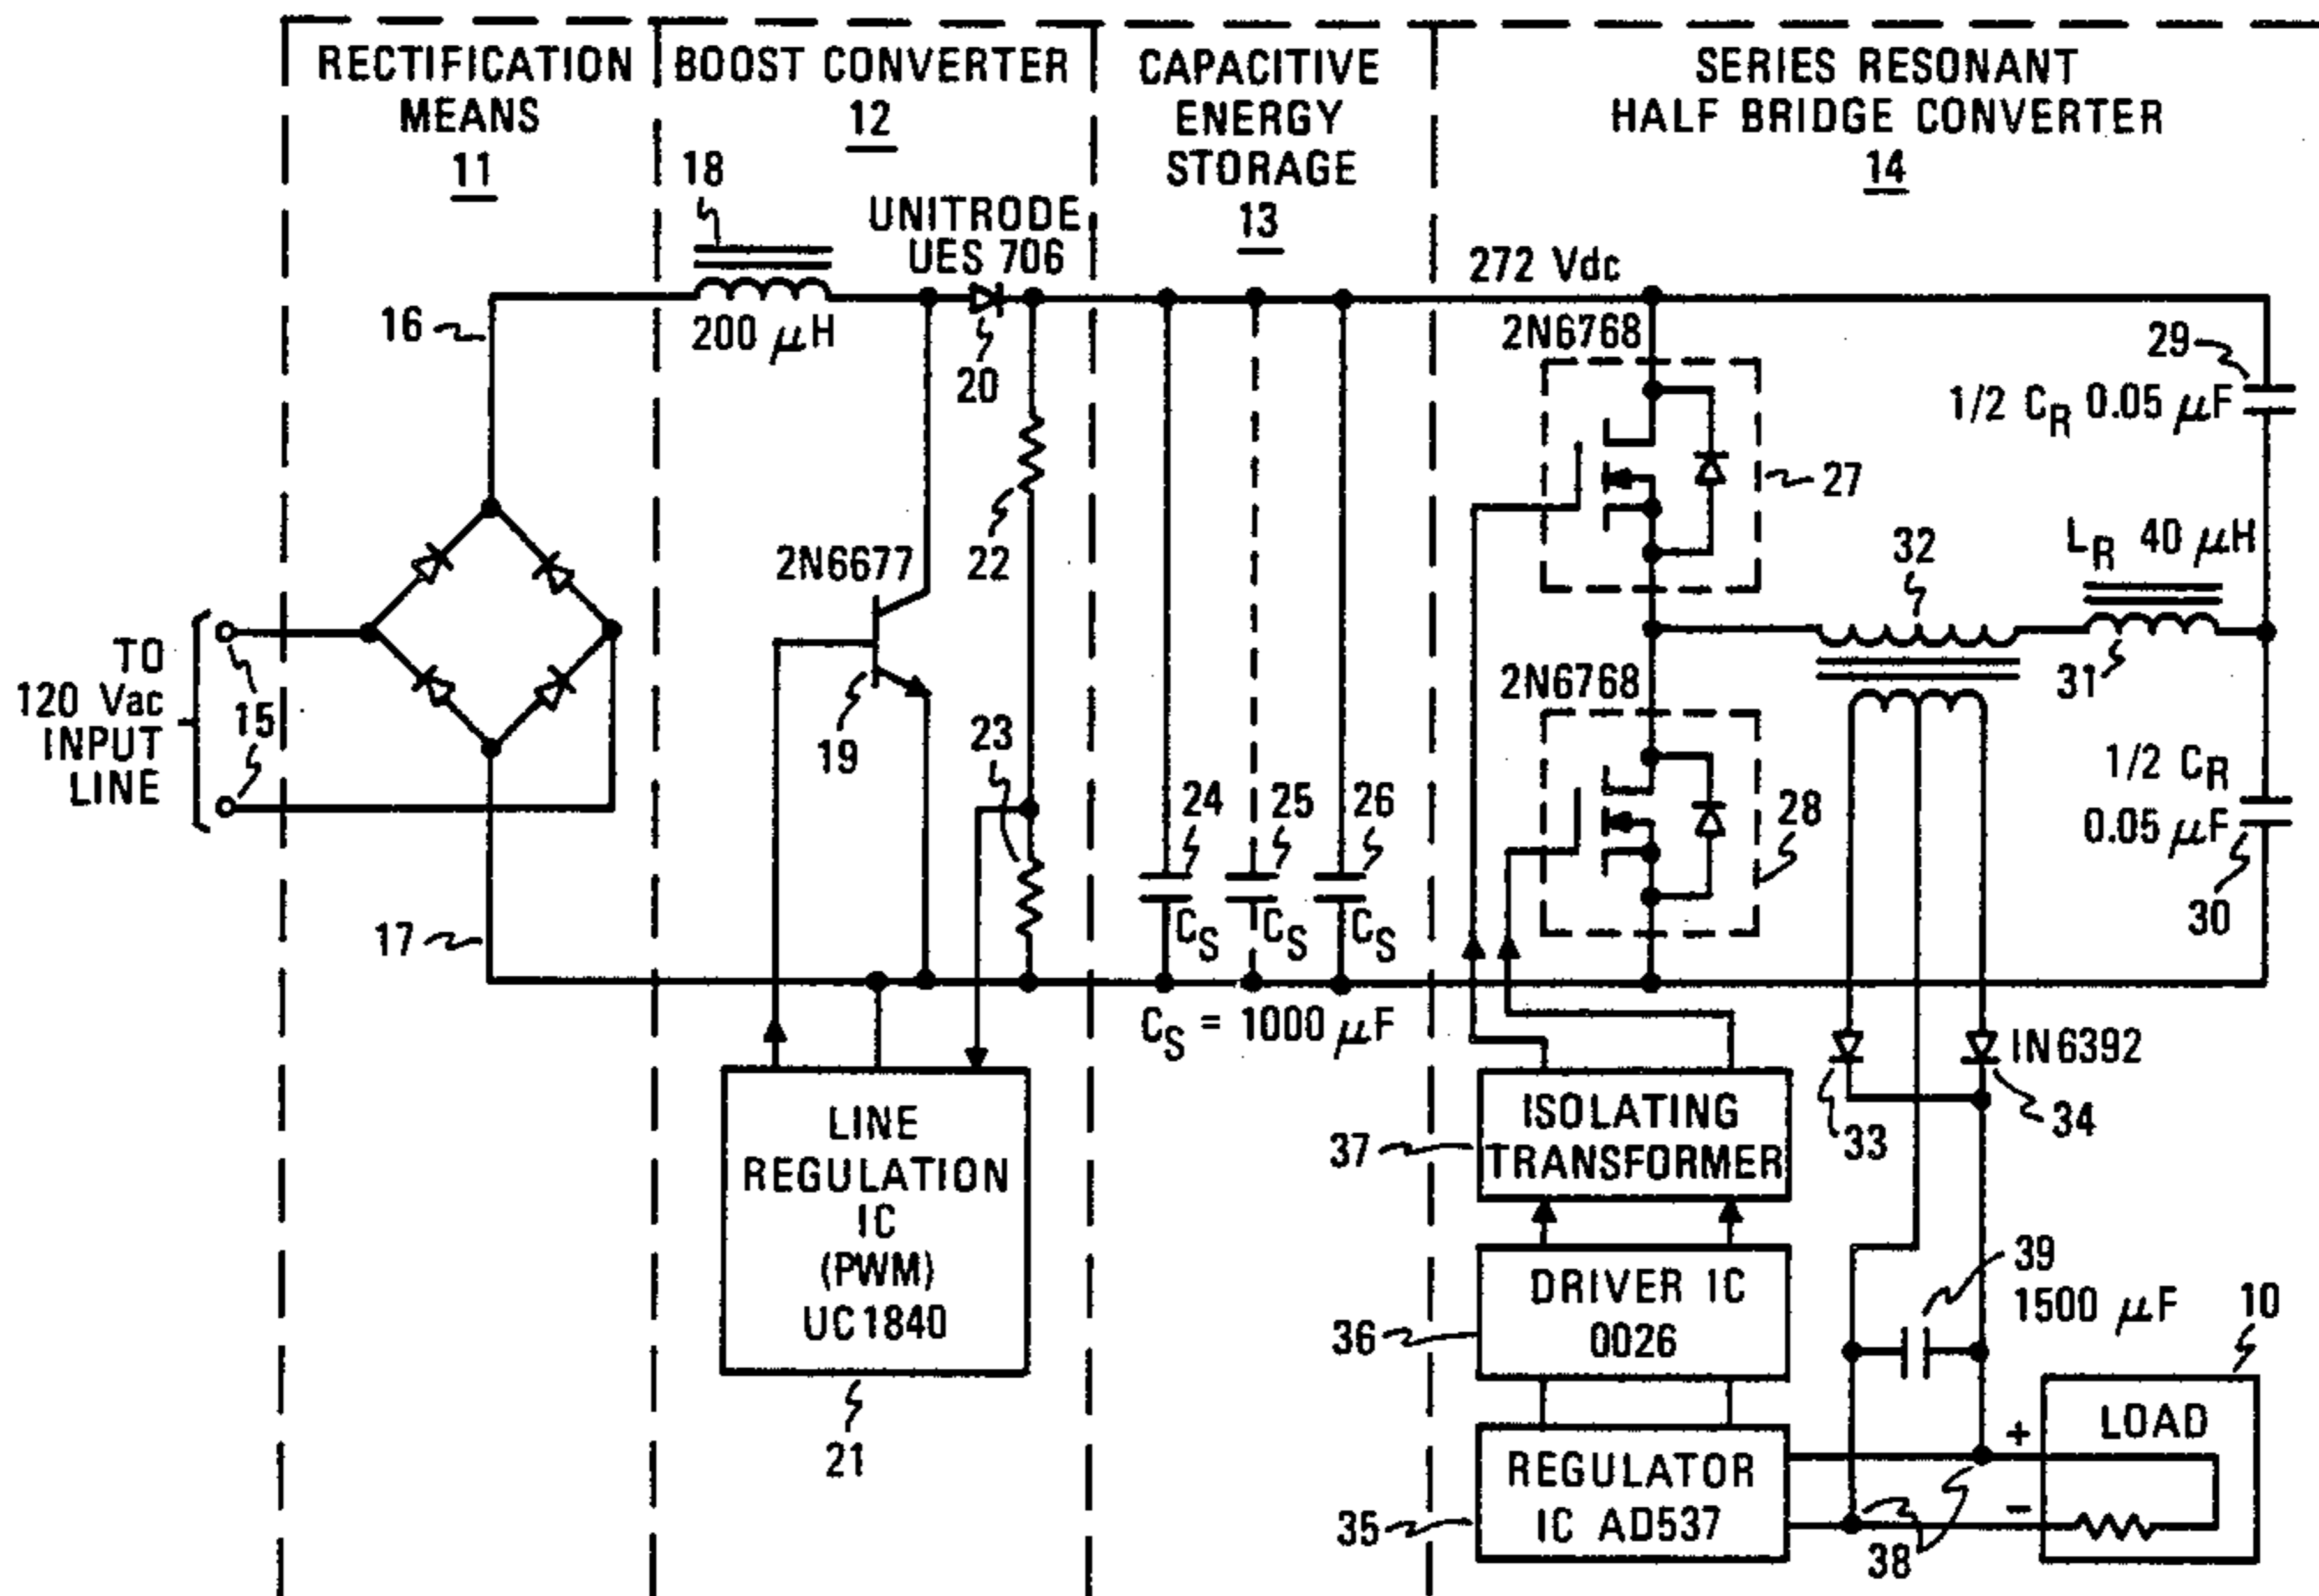 RECTIFICATION
MEANS
11
BOOST CONVERTER
12
CAPACITIVE
ENERGY
STORAGE
13
SERIES RESONANT
HALF BRIDGE CONVERTER
14
18
UNITRODE
UES 706
272 Vdc
16
200 μH
20
2N6768
29
1/2 CR 0.05 μF
27
22
2N6677
32
LR 40 μH
TO
120 Vac
INPUT
LINE
15
19
23
2N6768
31
1/2 CR
0.05 μF
24
25
26
28
30
17
CS
CS
CS
CS = 1000 μF
IN6392
LINE
REGULATION
IC
(PWM)
UC1840
21
ISOLATING
TRANSFORMER
37
33
34
DRIVER IC
0026
36
39
1500 μF
10
LOAD
+
−
REGULATOR
IC AD537
35
38